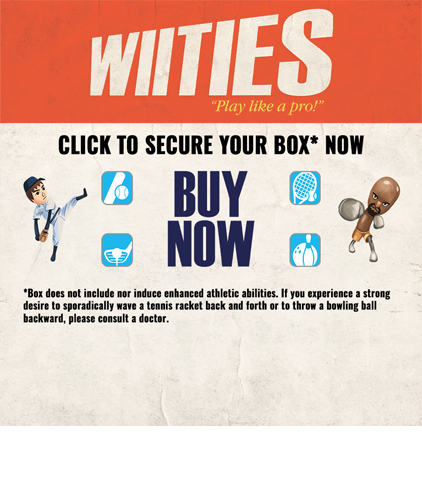 WIITIES
"Play like a pro!"
CLICK TO SECURE YOUR BOX* NOW
BUY
NOW
*Box does not include nor induce enhanced athletic abilities. If you experience a strong
desire to sporadically wave a tennis racket back and forth or to throw a bowling ball
backward, please consult a doctor.